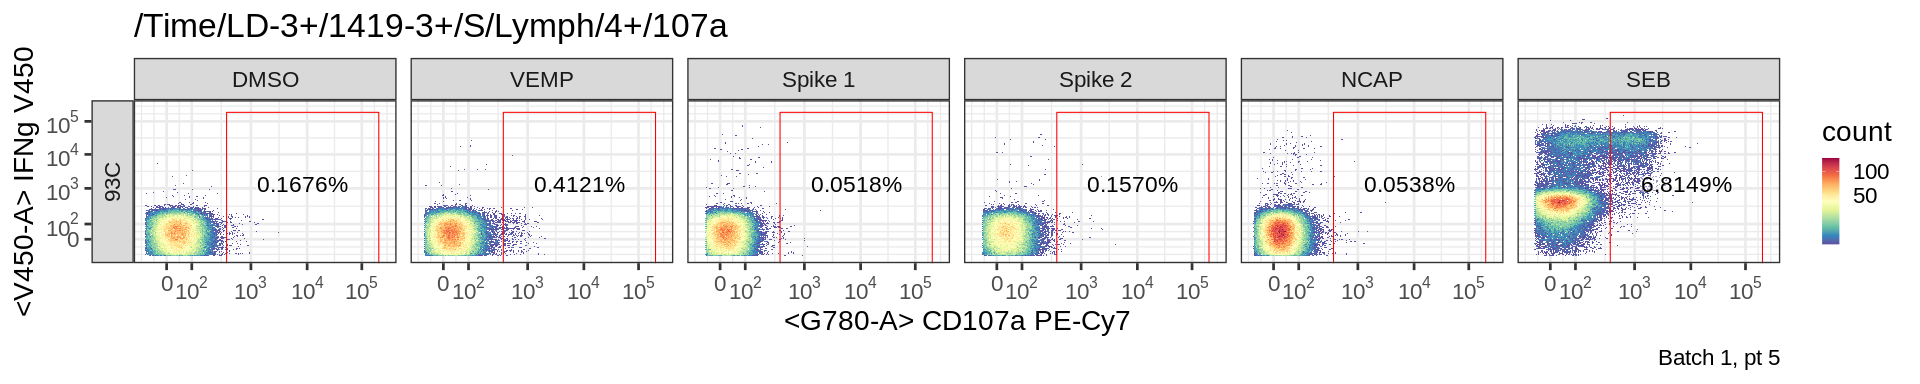 /Time/LD-3+/1419-3+/S/Lymph/4+/107a
DMSO VEMP Spike 1 Spike 2 NCAP SEB
<V450-A> IFNg V450
93C
10^5
10^4
10^3
10^2
0
0.1676% 0.4121% 0.0518% 0.1570% 0.0538% 6.8149%
0 10^2 10^3 10^4 10^5 0 10^2 10^3 10^4 10^5 0 10^2 10^3 10^4 10^5 0 10^2 10^3 10^4 10^5 0 10^2 10^3 10^4 10^5 0 10^2 10^3 10^4 10^5
<G780-A> CD107a PE-Cy7
count
100
50
Batch 1, pt 5